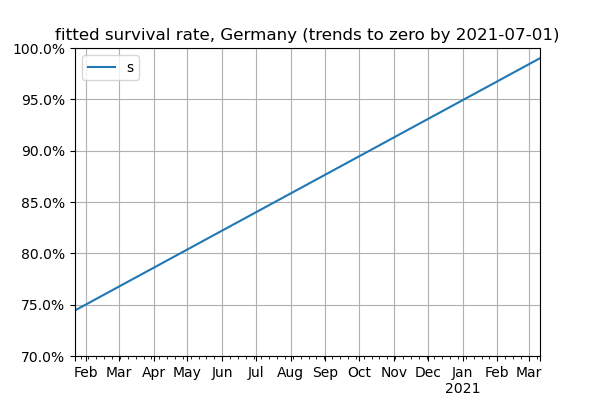 fitted survival rate, Germany (trends to zero by 2021-07-01)
100.0%
s
95.0%
90.0%
85.0%
80.0%
75.0%
70.0%
Feb Mar Apr May Jun Jul Aug Sep Oct Nov Dec Jan Feb Mar
2021